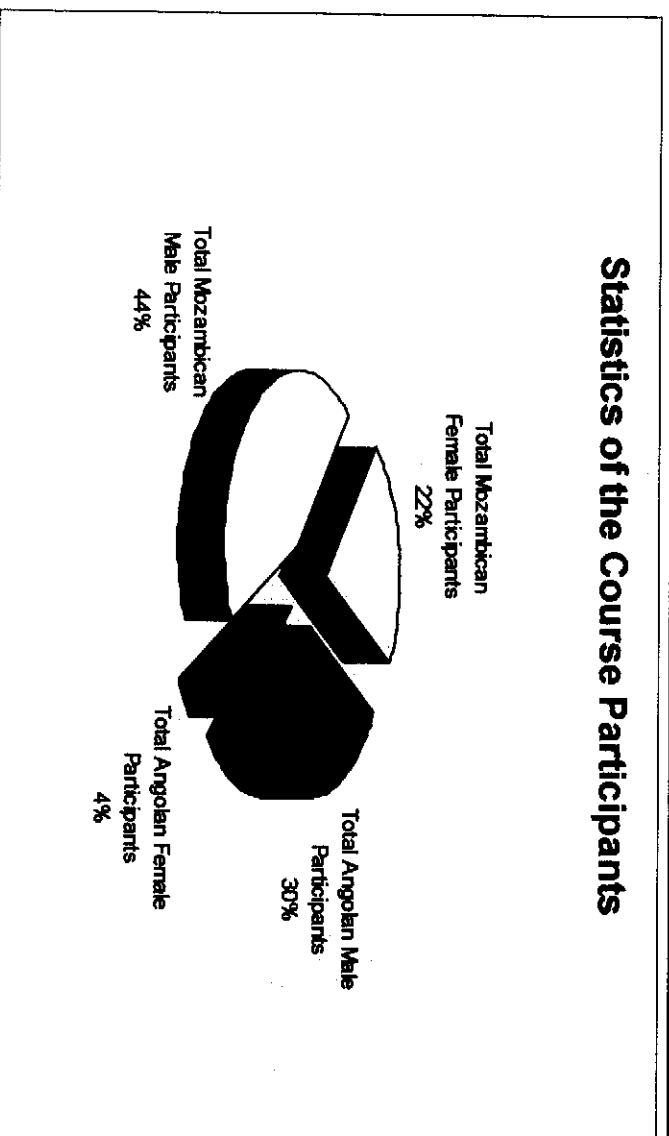 Statistics of the Course Participants
Total Mozambican
Female Participants
22%
Total Mozambican
Male Participants
44%
Total Angolan Male
Participants
30%
Total Angolan Female
Participants
4%